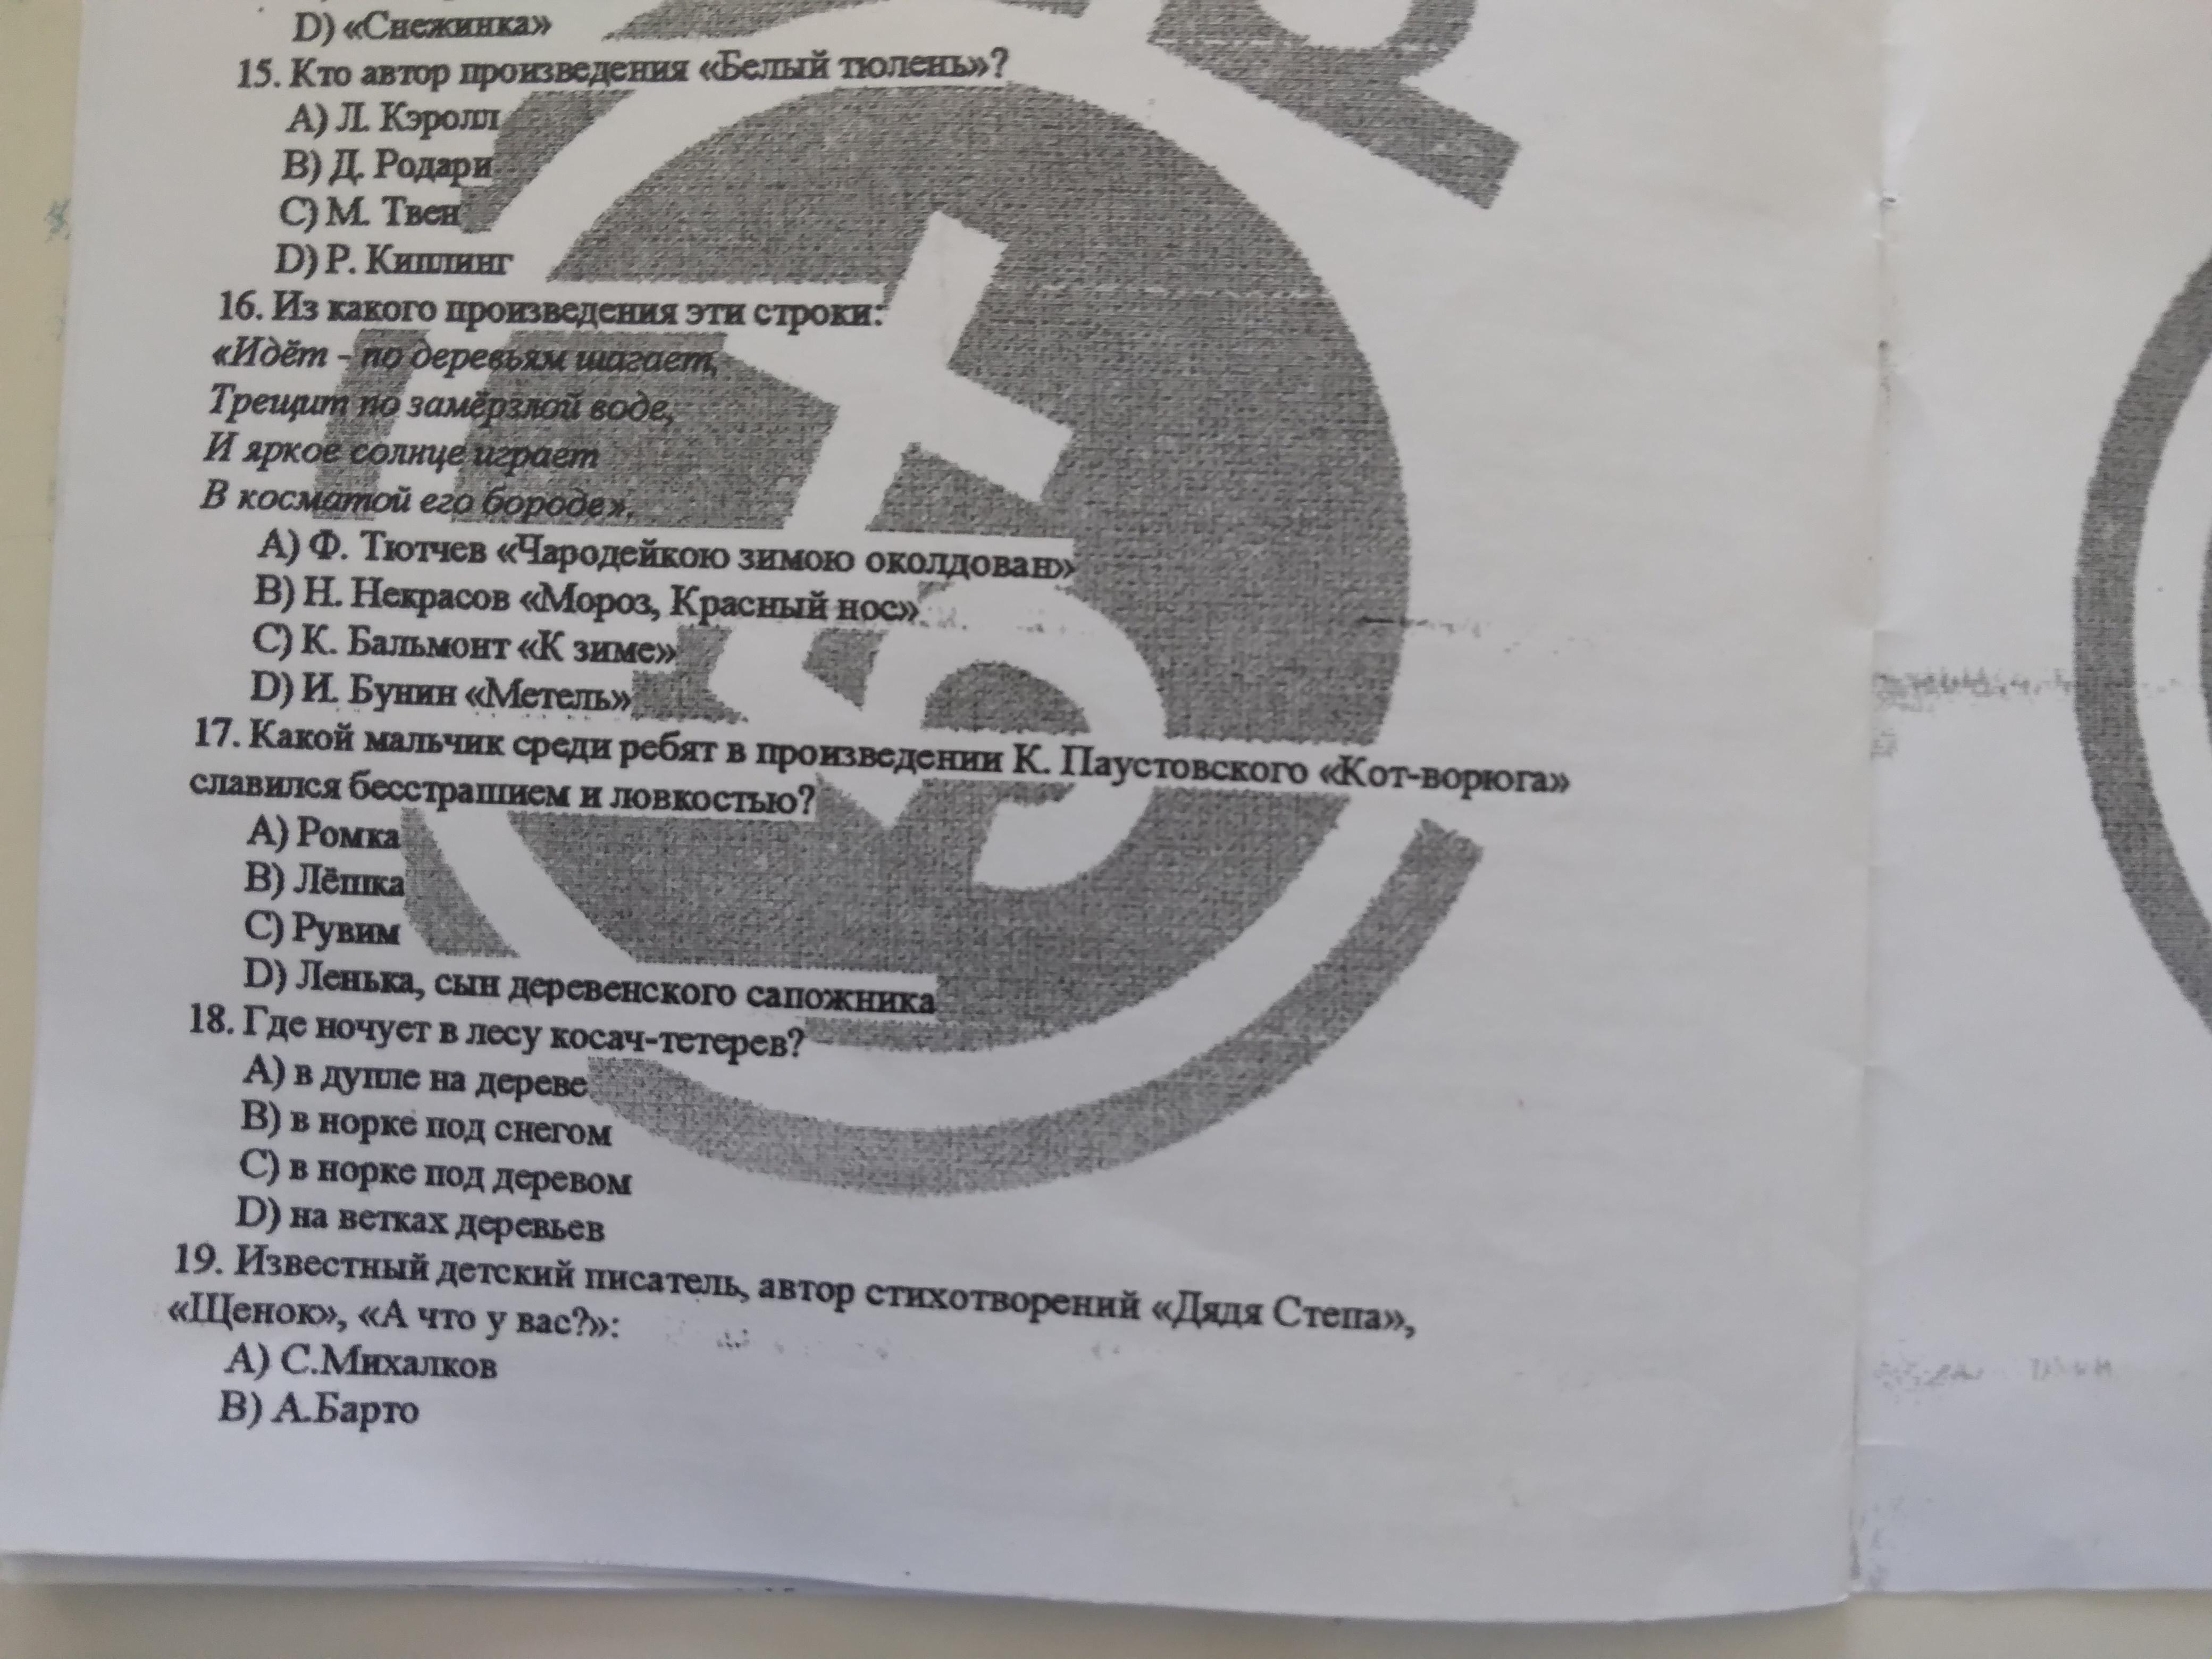 D) «Снежинка»
15. Кто автор произведения «Белый тюлень»?
A) Л. Кэролл
B) Д. Родари
C) М. Твен
D) Р. Киплинг
16. Из какого произведения эти строки:
«Идёт - по деревьям шагает,
Трещит по замёрзлой воде,
И яркое солнце играет
В косматой его бороде».
A) Ф. Тютчев «Чародейкою зимою околдован»
B) Н. Некрасов «Мороз, Красный нос»
C) К. Бальмонт «К зиме»
D) И. Бунин «Метель»
17. Какой мальчик среди ребят в произведении К. Паустовского «Кот-ворюга»
славился бесстрашием и ловкостью?
A) Ромка
B) Лёшка
C) Рувим
D) Ленька, сын деревенского сапожника
18. Где ночует в лесу косач-тетерев?
A) в дупле на дереве
B) в норке под снегом
C) в норке под деревом
D) на ветках деревьев
19. Известный детский писатель, автор стихотворений «Дядя Степа»,
«Щенок», «А что у вас?»:
A) С.Михалков
B) А.Барто